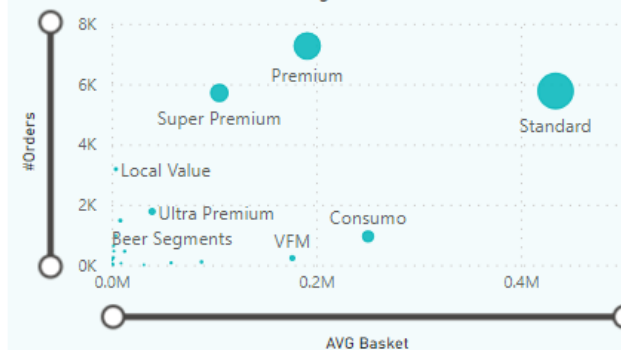 8K
Premium
6K
Super Premium
Standard
#Orders
4K
Local Value
2K
Ultra Premium
Consumo
Beer Segments
VFM
0K
0.0M
0.2M
0.4M
AVG Basket